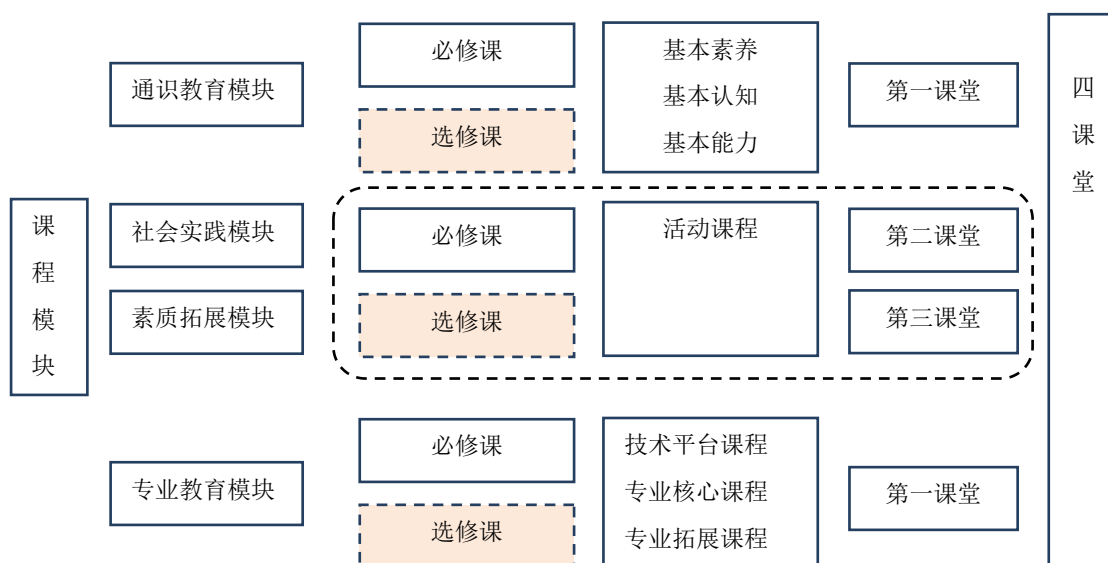 课程模块
通识教育模块
必修课
选修课
基本素养
基本认知
基本能力
第一课堂
社会实践模块
素质拓展模块
必修课
选修课
活动课程
第二课堂
第三课堂
专业教育模块
必修课
选修课
技术平台课程
专业核心课程
专业拓展课程
第一课堂
四课堂